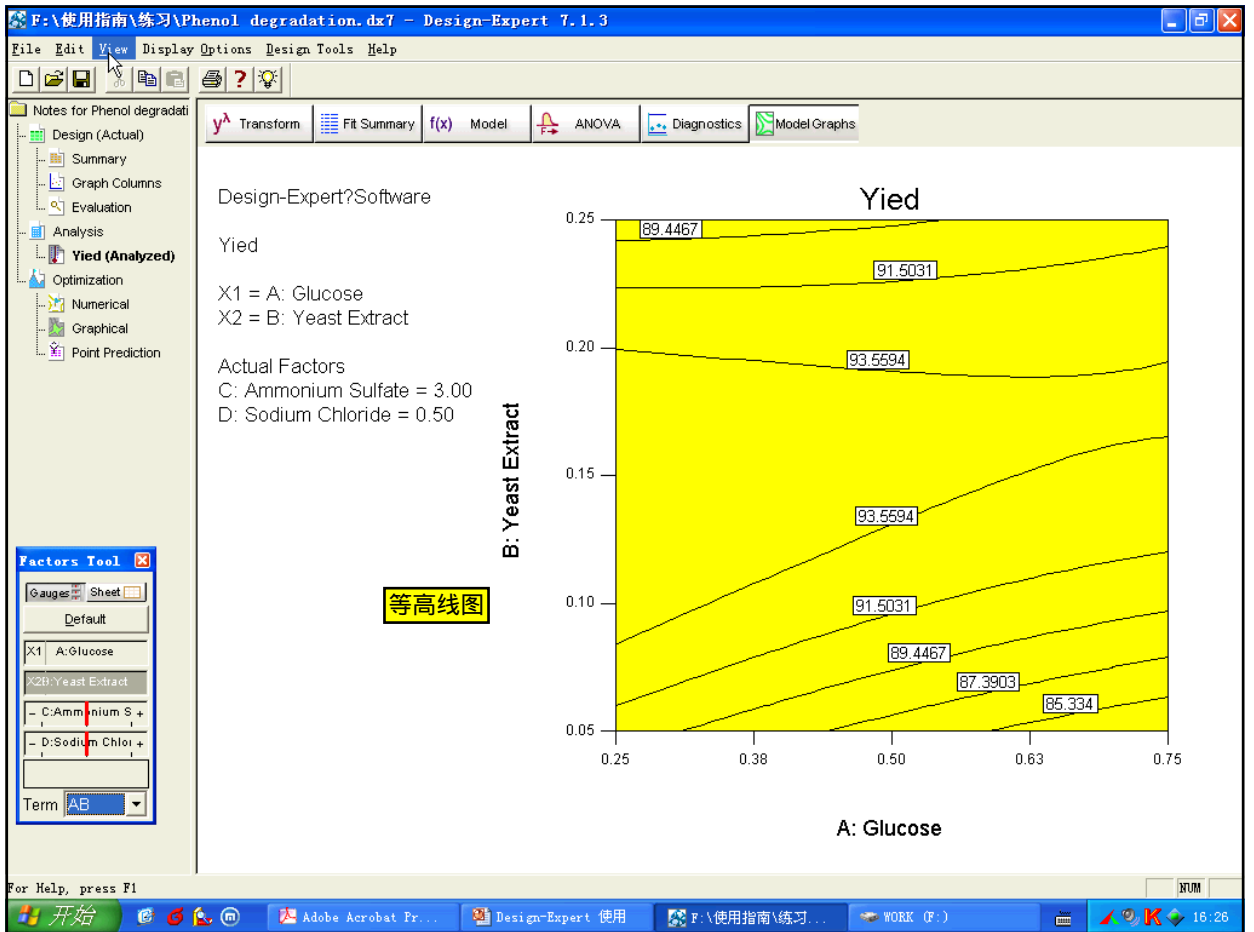 F:\使用指南\练习\Phenol degradation.dx7 - Design-Expert 7.1.3
File Edit View Display Options Design Tools Help
Notes for Phenol degradati
Design (Actual)
Summary
Graph Columns
Evaluation
Analysis
Yied (Analyzed)
Optimization
Numerical
Graphical
Point Prediction
yλ Transform Fit Summary f(x) Model ANOVA Diagnostics Model Graphs
Design-Expert?Software
Yied
X1 = A: Glucose
X2 = B: Yeast Extract
Actual Factors
C: Ammonium Sulfate = 3.00
D: Sodium Chloride = 0.50
等高线图
Yied
B: Yeast Extract
0.25
0.20
0.15
0.10
0.05
89.4467
91.5031
93.5594
93.5594
91.5031
89.4467
87.3903
85.334
0.25 0.38 0.50 0.63 0.75
A: Glucose
Factors Tool
Gauges Sheet
Default
X1 A:Glucose
X2B:Yeast Extract
- C:Ammonium S +
- D:Sodium Chlor +
Term AB
For Help, press F1
NUM
开始
Adobe Acrobat Pr...
Design-Expert 使用
F:\使用指南\练习...
WORK (F:)
16:26